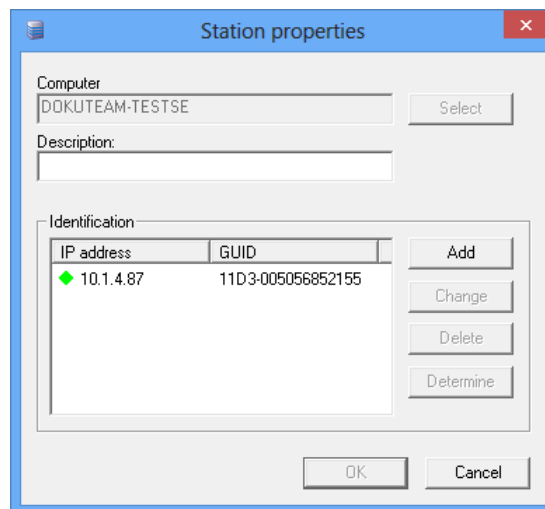 Station properties
Computer
DOKUTEAM-TESTSE
Select
Description:
Identification
IP address GUID
10.1.4.87 11D3-005056852155
Add
Change
Delete
Determine
OK Cancel